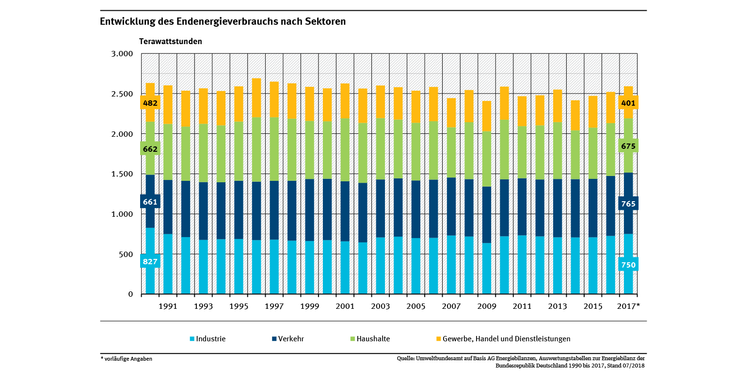 Entwicklung des Endenergieverbrauchs nach Sektoren
Terawattstunden
3.000
2.500
2.000
1.500
1.000
500
0
482
662
661
827
401
675
765
750
1991 1993 1995 1997 1999 2001 2003 2005 2007 2009 2011 2013 2015 2017*
Industrie Verkehr Haushalte Gewerbe, Handel und Dienstleistungen
* vorläufige Angaben
Quelle: Umweltbundesamt auf Basis AG Energiebilanzen, Auswertungstabellen zur Energiebilanz der
Bundesrepublik Deutschland 1990 bis 2017, Stand 07/2018